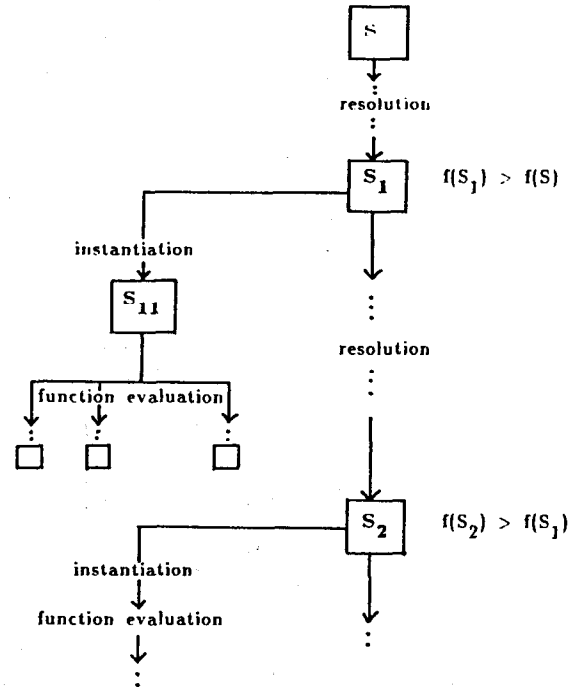 S
resolution
S₁ f(S₁) > f(S)
instantiation
S₁₁
resolution
function evaluation
S₂ f(S₂) > f(S₁)
instantiation
function evaluation